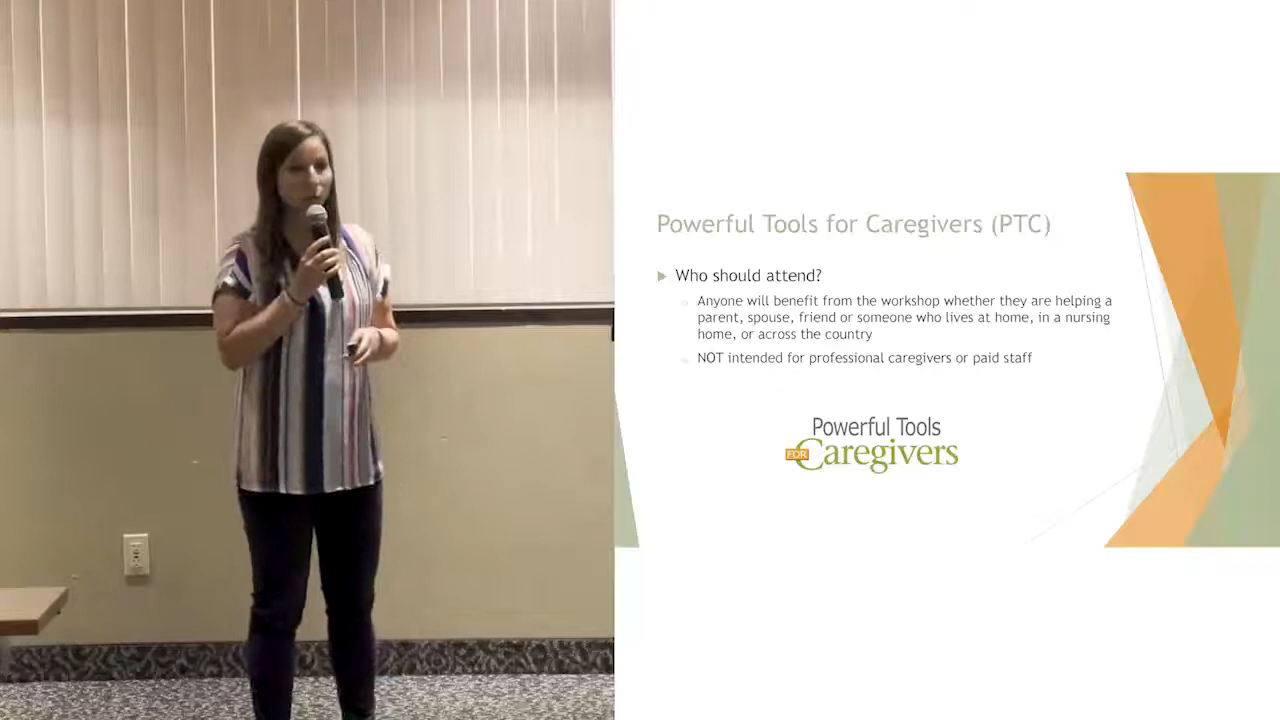 Powerful Tools for Caregivers (PTC)
Who should attend?
Anyone will benefit from the workshop whether they are helping a
parent, spouse, friend or someone who lives at home, in a nursing
home, or across the country
NOT intended for professional caregivers or paid staff
Powerful Tools
FOR Caregivers